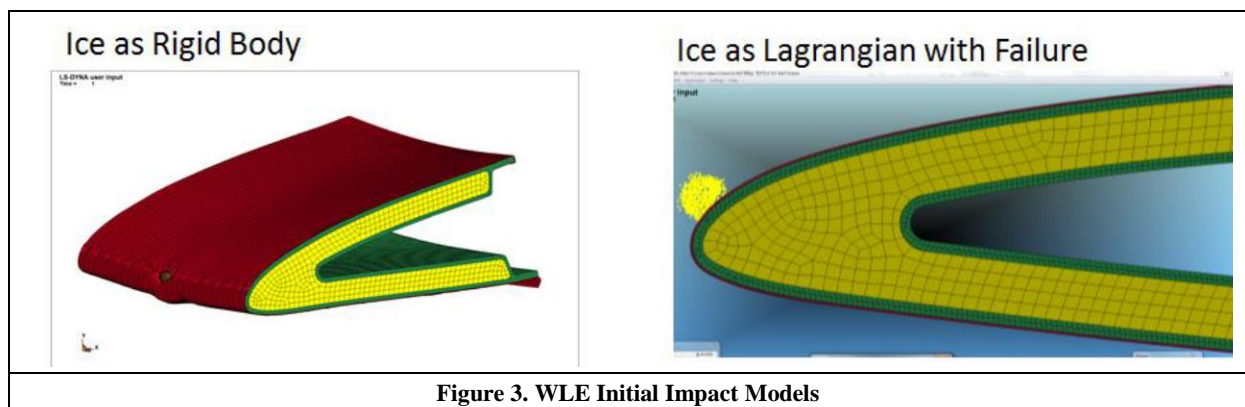 Ice as Rigid Body
Ice as Lagrangian with Failure
LS-DYNA user input
Time = 1
input
Figure 3. WLE Initial Impact Models